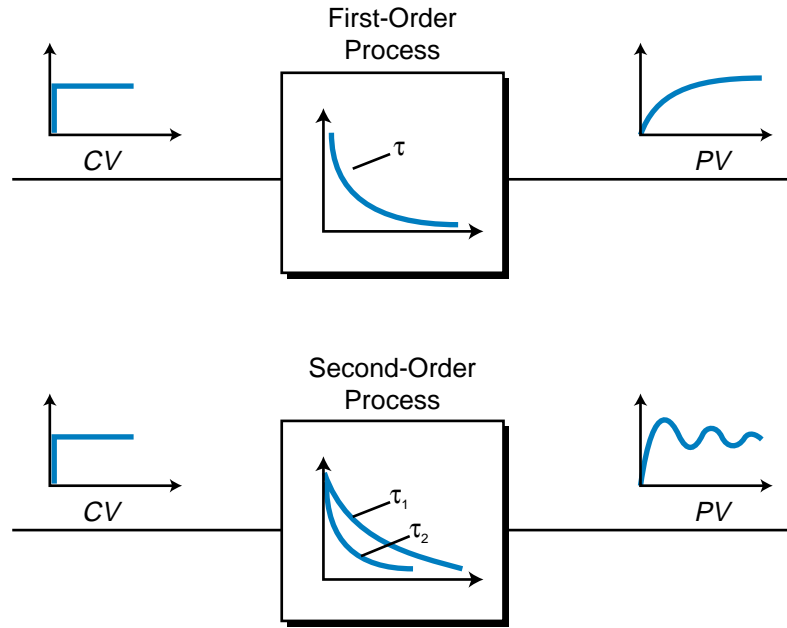 First-Order
Process
τ
CV
PV
Second-Order
Process
τ1
τ2
CV
PV